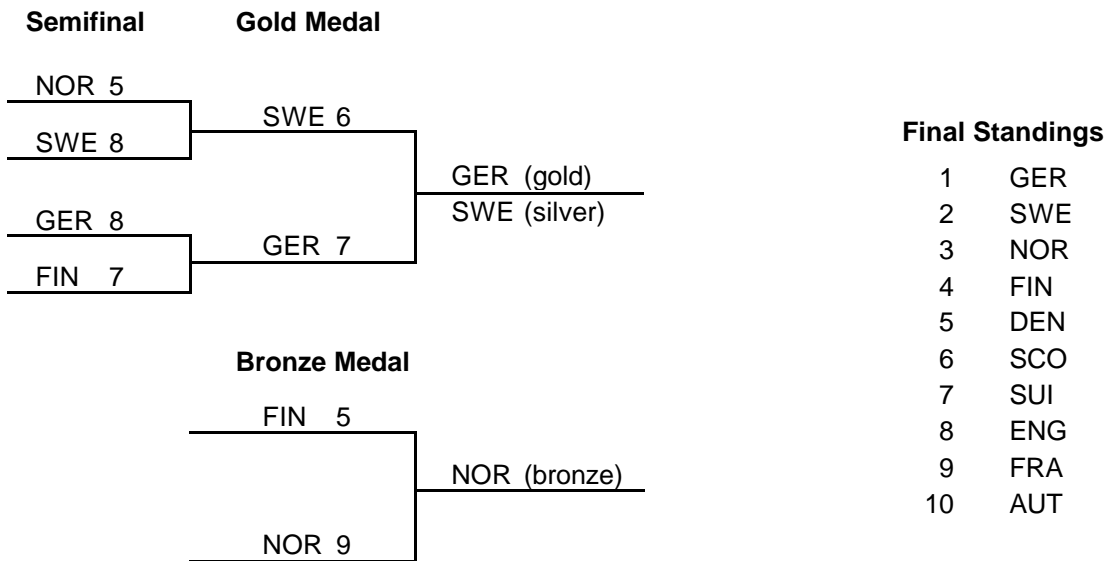 Semifinal Gold Medal
NOR 5
SWE 8
SWE 6
GER 8
FIN 7
GER 7
GER (gold)
SWE (silver)
Bronze Medal
FIN 5
NOR 9
NOR (bronze)
Final Standings
1 GER
2 SWE
3 NOR
4 FIN
5 DEN
6 SCO
7 SUI
8 ENG
9 FRA
10 AUT